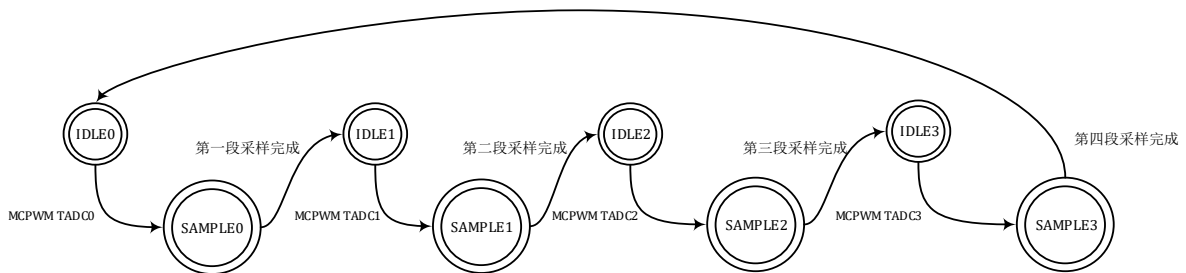 IDLE0
IDLE1
IDLE2
IDLE3
第一段采样完成
第二段采样完成
第三段采样完成
第四段采样完成
MCPWM TADC0
SAMPLE0
MCPWM TADC1
SAMPLE1
MCPWM TADC2
SAMPLE2
MCPWM TADC3
SAMPLE3